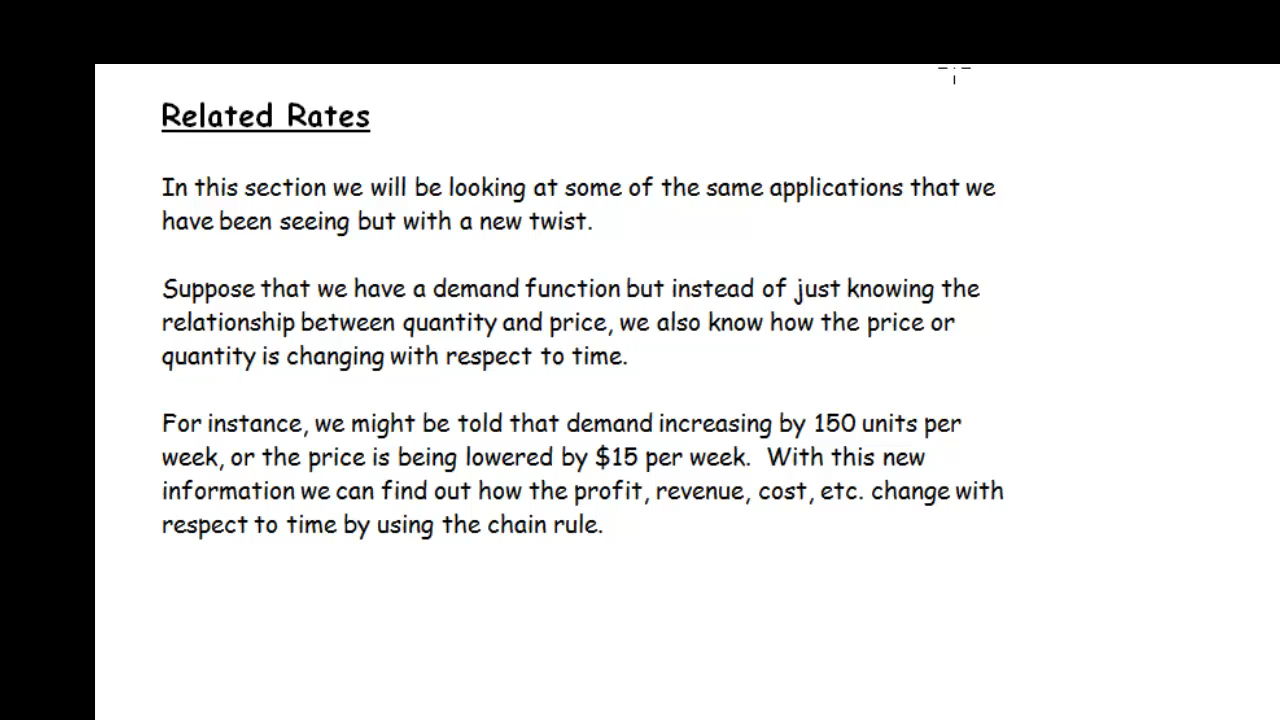 Related Rates
In this section we will be looking at some of the same applications that we
have been seeing but with a new twist.
Suppose that we have a demand function but instead of just knowing the
relationship between quantity and price, we also know how the price or
quantity is changing with respect to time.
For instance, we might be told that demand increasing by 150 units per
week, or the price is being lowered by $15 per week.  With this new
information we can find out how the profit, revenue, cost, etc. change with
respect to time by using the chain rule.